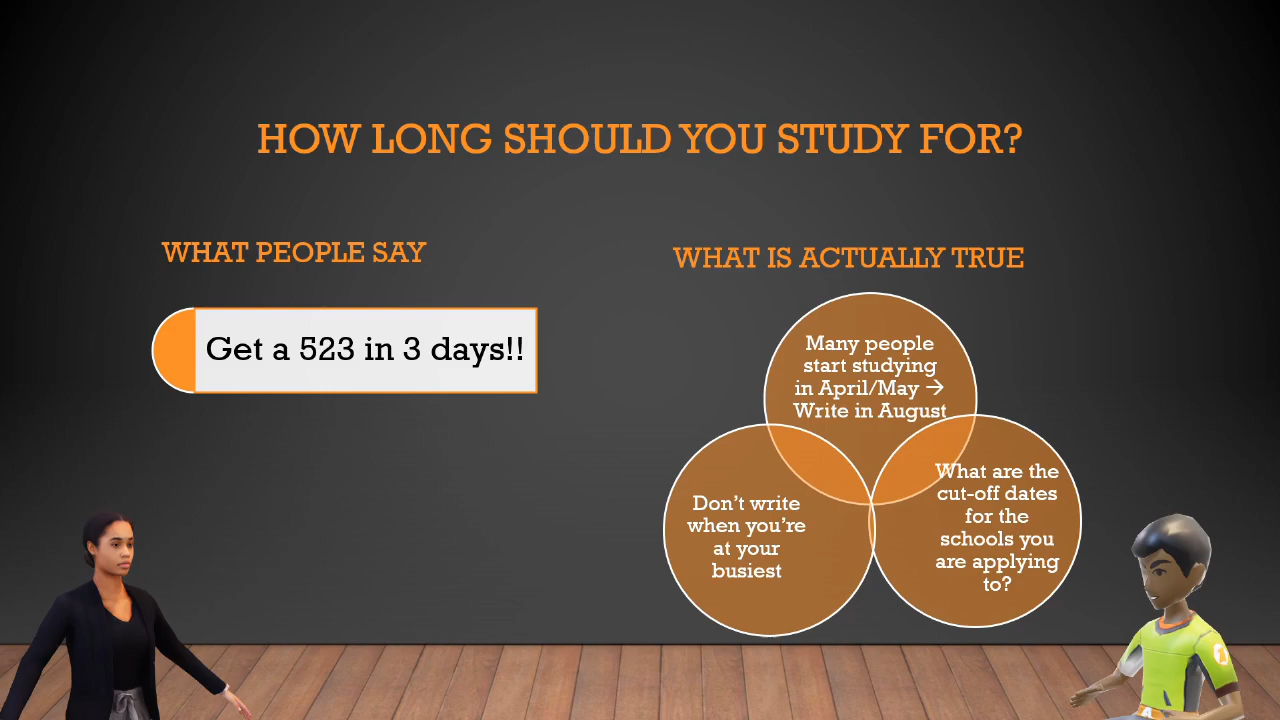 HOW LONG SHOULD YOU STUDY FOR?
WHAT PEOPLE SAY
Get a 523 in 3 days!!
WHAT IS ACTUALLY TRUE
Many people
start studying
in April/May →
Write in August
What are the
cut-off dates
for the
schools you
are applying
to?
Don't write
when you're
at your
busiest